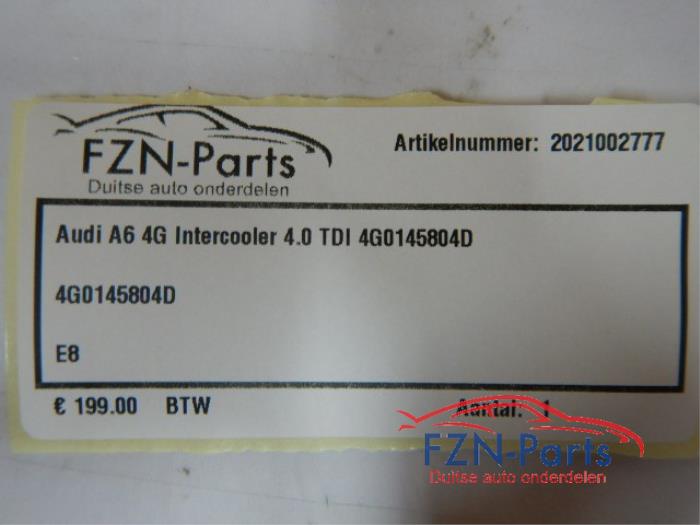 FZN-Parts
Duitse auto onderdelen
Artikelnummer: 2021002777
Audi A6 4G Intercooler 4.0 TDI 4G0145804D
4G0145804D
E8
€ 199.00 BTW
Aantal: 1
FZN-Parts
Duitse auto onderdelen